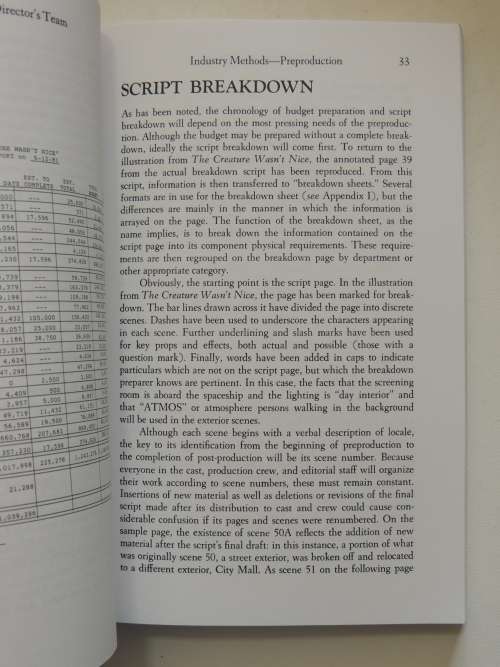 Director's Team
"URE WASN'T NICE"
PORT on 5-12-81
EST. TO EST.
DATE COMPLETE TOTAL
Industry Methods—Preproduction 33
SCRIPT BREAKDOWN
As has been noted, the chronology of budget preparation and script
breakdown will depend on the most pressing needs of the preproduc-
tion. Although the budget may be prepared without a complete break-
down, ideally the script breakdown will come first. To return to the
illustration from The Creature Wasn't Nice, the annotated page 39
from the actual breakdown script has been reproduced. From this
script, information is then transferred to "breakdown sheets." Several
formats are in use for the breakdown sheet (see Appendix I), but the
differences are mainly in the manner in which the information is
arrayed on the page. The function of the breakdown sheet, as the
name implies, is to break down the information contained on the
script page into its component physical requirements. These require-
ments are then regrouped on the breakdown page by department or
other appropriate category.
Obviously, the starting point is the script page. In the illustration
from The Creature Wasn't Nice, the page has been marked for break-
down. The bar lines drawn across it have divided the page into discrete
scenes. Dashes have been used to underscore the characters appearing
in each scene. Further underlining and slash marks have been used
for key props and effects, both actual and possible (those with a
question mark). Finally, words have been added in caps to indicate
particulars which are not on the script page, but which the breakdown
preparer knows are pertinent. In this case, the facts that the screening
room is aboard the spaceship and the lighting is "day interior" and
that "ATMOS" or atmosphere persons walking in the background
will be used in the exterior scenes.
Although each scene begins with a verbal description of locale,
the key to its identification from the beginning of preproduction to
the completion of post-production will be its scene number. Because
everyone in the cast, production crew, and editorial staff will organize
their work according to scene numbers, these must remain constant.
Insertions of new material as well as deletions or revisions of the final
script made after its distribution to cast and crew could cause con-
siderable confusion if its pages and scenes were renumbered. On the
sample page, the existence of scene 50A reflects the addition of new
material after the script's final draft: in this instance, a portion of what
was originally scene 50, a street exterior, was broken off and relocated
to a different exterior, City Mall. As scene 51 on the following page